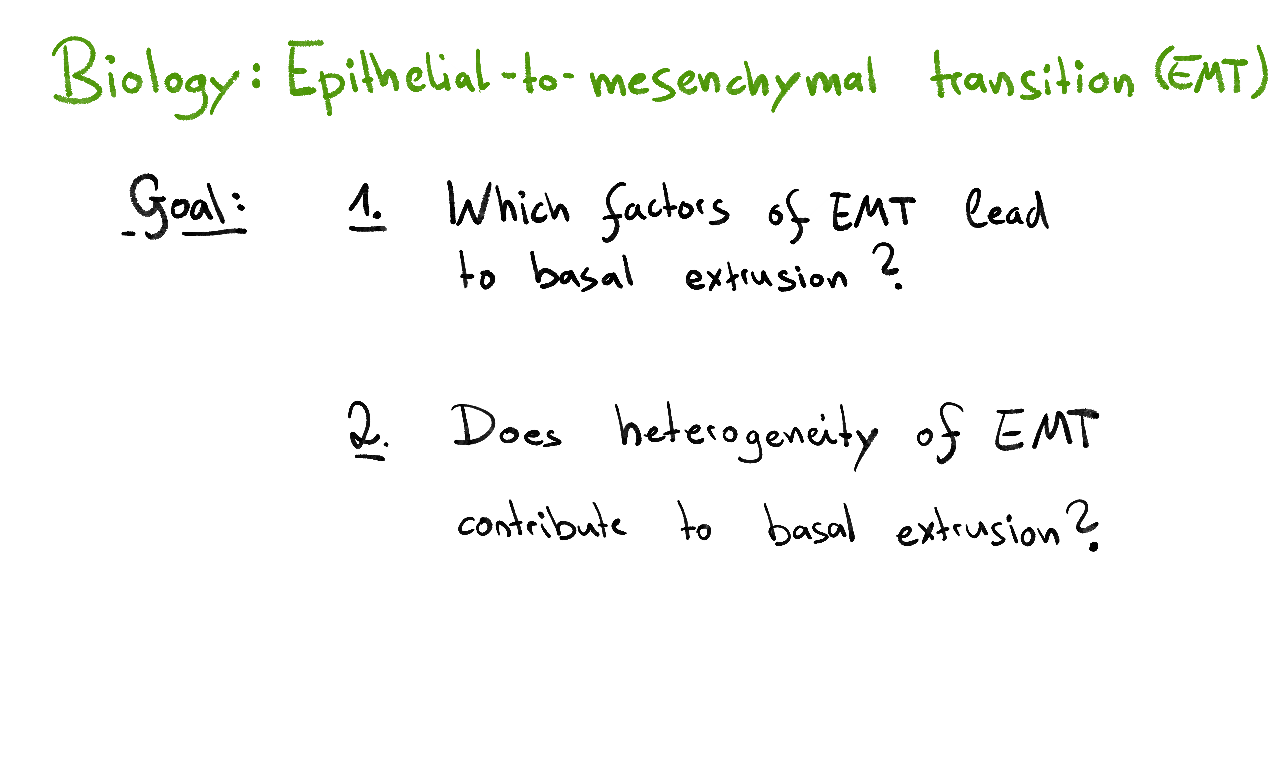 Biology: Epithelial-to-mesenchymal transition (EMT)
Goal: 1. Which factors of EMT lead
to basal extrusion?
2. Does heterogeneity of EMT
contribute to basal extrusion?